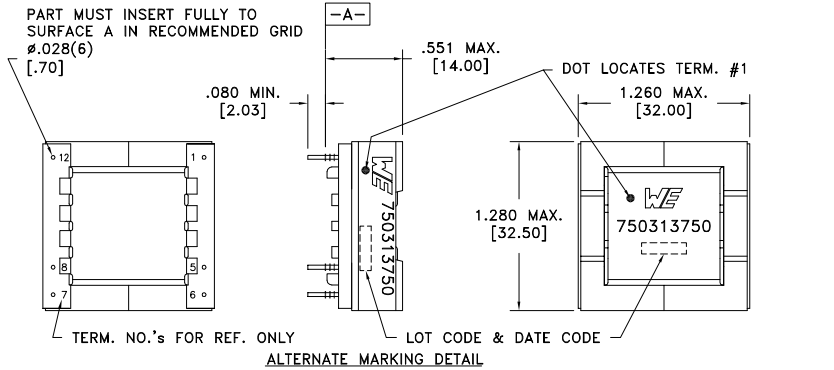 PART MUST INSERT FULLY TO
SURFACE A IN RECOMMENDED GRID
ø.028(6)
[.70]
-A-
.551 MAX.
[14.00]
.080 MIN.
[2.03]
DOT LOCATES TERM. #1
1.260 MAX.
[32.00]
12
1
8
5
7
6
WE
750313750
1.280 MAX.
[32.50]
WE
750313750
TERM. NO.'s FOR REF. ONLY
LOT CODE & DATE CODE
ALTERNATE MARKING DETAIL